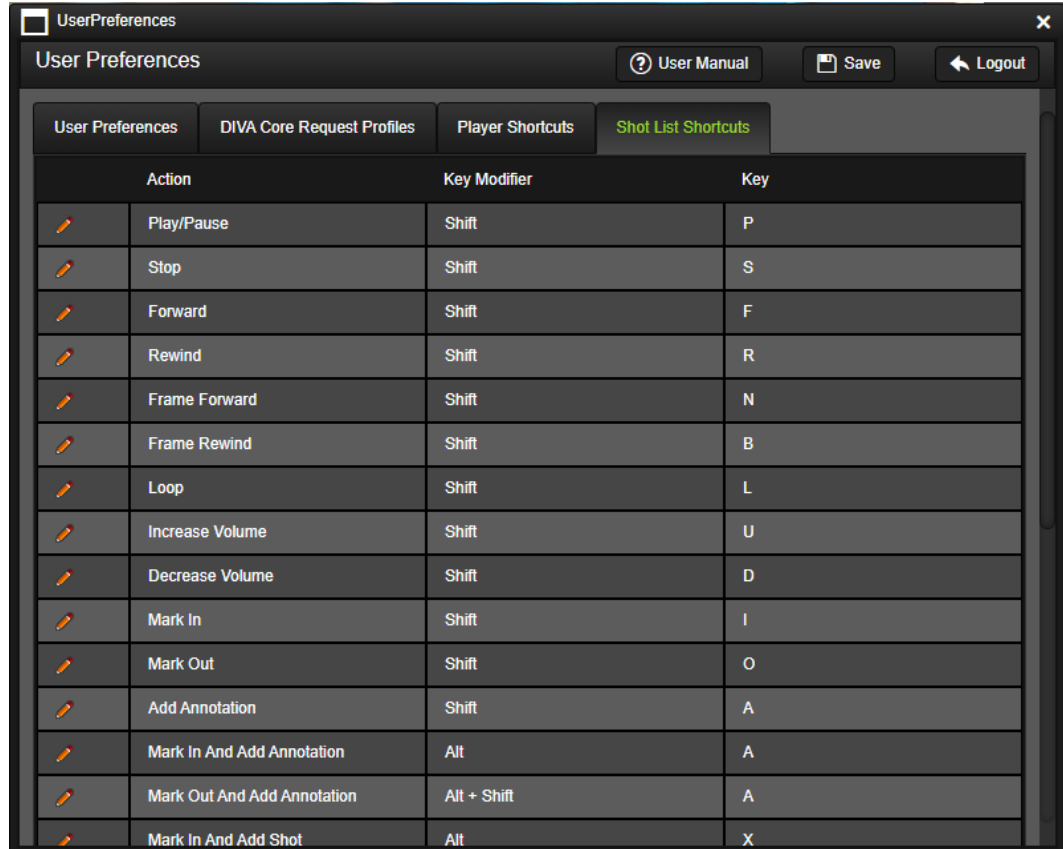 UserPreferences
User Preferences User Manual Save Logout
User Preferences DIVA Core Request Profiles Player Shortcuts Shot List Shortcuts
Action Key Modifier Key
Play/Pause Shift P
Stop Shift S
Forward Shift F
Rewind Shift R
Frame Forward Shift N
Frame Rewind Shift B
Loop Shift L
Increase Volume Shift U
Decrease Volume Shift D
Mark In Shift I
Mark Out Shift O
Add Annotation Shift A
Mark In And Add Annotation Alt A
Mark Out And Add Annotation Alt + Shift A
Mark In And Add Shot Alt X